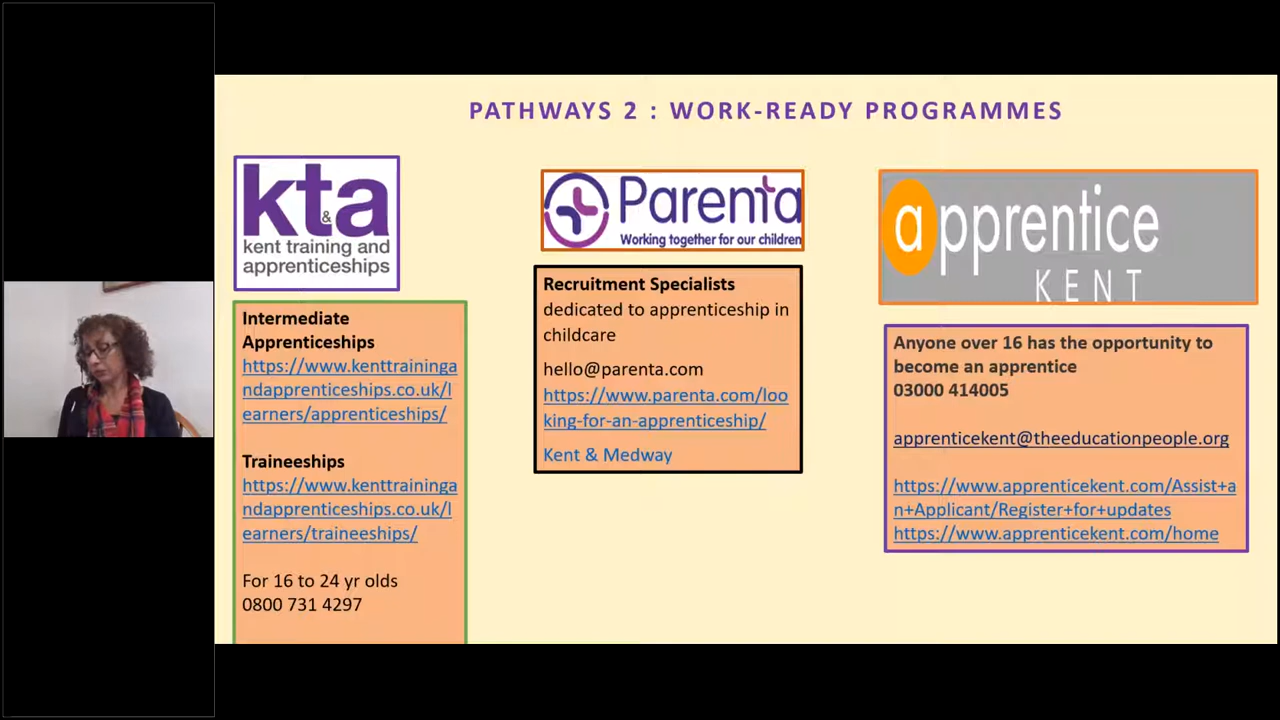 PATHWAYS 2 : WORK-READY PROGRAMMES
kt&a
kent training and
apprenticeships
Intermediate
Apprenticeships
https://www.kenttraininga
ndapprenticeships.co.uk/l
earners/apprenticeships/
Traineeships
https://www.kenttraininga
ndapprenticeships.co.uk/l
earners/traineeships/
For 16 to 24 yr olds
0800 731 4297
Parenta
Working together for our children
Recruitment Specialists
dedicated to apprenticeship in
childcare
hello@parenta.com
https://www.parenta.com/loo
king-for-an-apprenticeship/
Kent & Medway
apprentice
KENT
Anyone over 16 has the opportunity to
become an apprentice
03000 414005
apprenticekent@theeducationpeople.org
https://www.apprenticekent.com/Assist+a
n+Applicant/Register+for+updates
https://www.apprenticekent.com/home